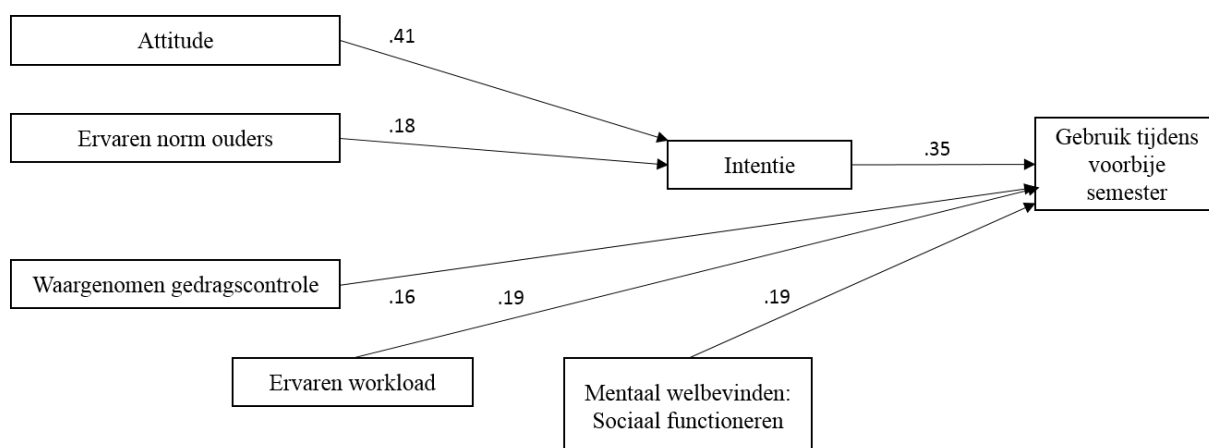 Attitude
.41
Ervaren norm ouders
.18
Intentie
.35
Gebruik tijdens
voorbije
semester
Waargenomen gedragscontrole
.16
.19
.19
Ervaren workload
Mentaal welbevinden:
Sociaal functioneren